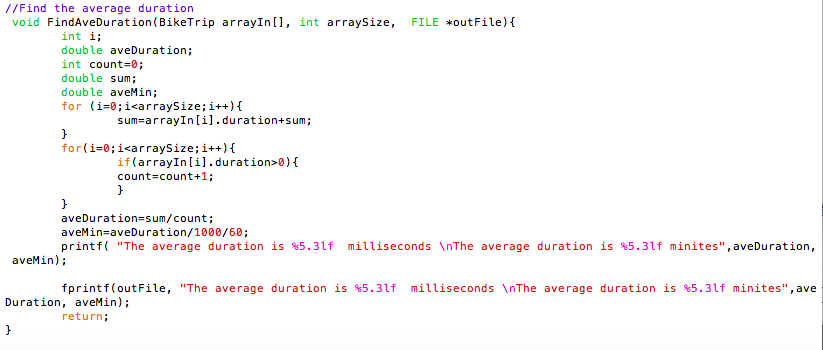 //Find the average duration
void FindAveDuration(BikeTrip arrayIn[], int arraySize,  FILE *outFile){
        int i;
        double aveDuration;
        int count=0;
        double sum;
        double aveMin;
        for (i=0;i<arraySize;i++){
                sum=arrayIn[i].duration+sum;
        }
        for(i=0;i<arraySize;i++){
                if(arrayIn[i].duration>0){
                count=count+1;
                }
        }
        aveDuration=sum/count;
        aveMin=aveDuration/1000/60;
        printf( "The average duration is %5.3lf  milliseconds \nThe average duration is %5.3lf minites",aveDuration,
 aveMin);
        fprintf(outFile, "The average duration is %5.3lf  milliseconds \nThe average duration is %5.3lf minites",ave
Duration, aveMin);
        return;
}